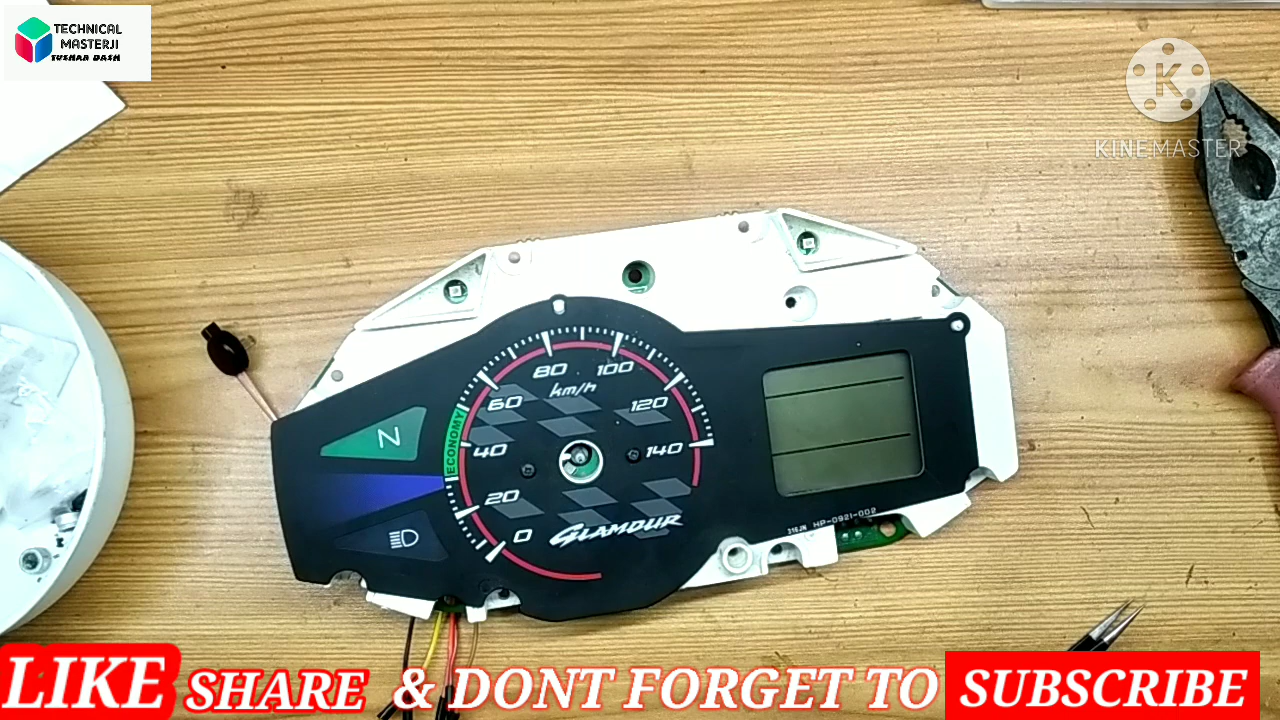 TECHNICAL
MASTERJI
TUSHAR DASH
K
KINEMASTER
80 100
km/h
60 120
ECONOMY
40 140
20
0
N
GLAMOUR
316JN HP-0921-002
LIKE SHARE & DONT FORGET TO SUBSCRIBE